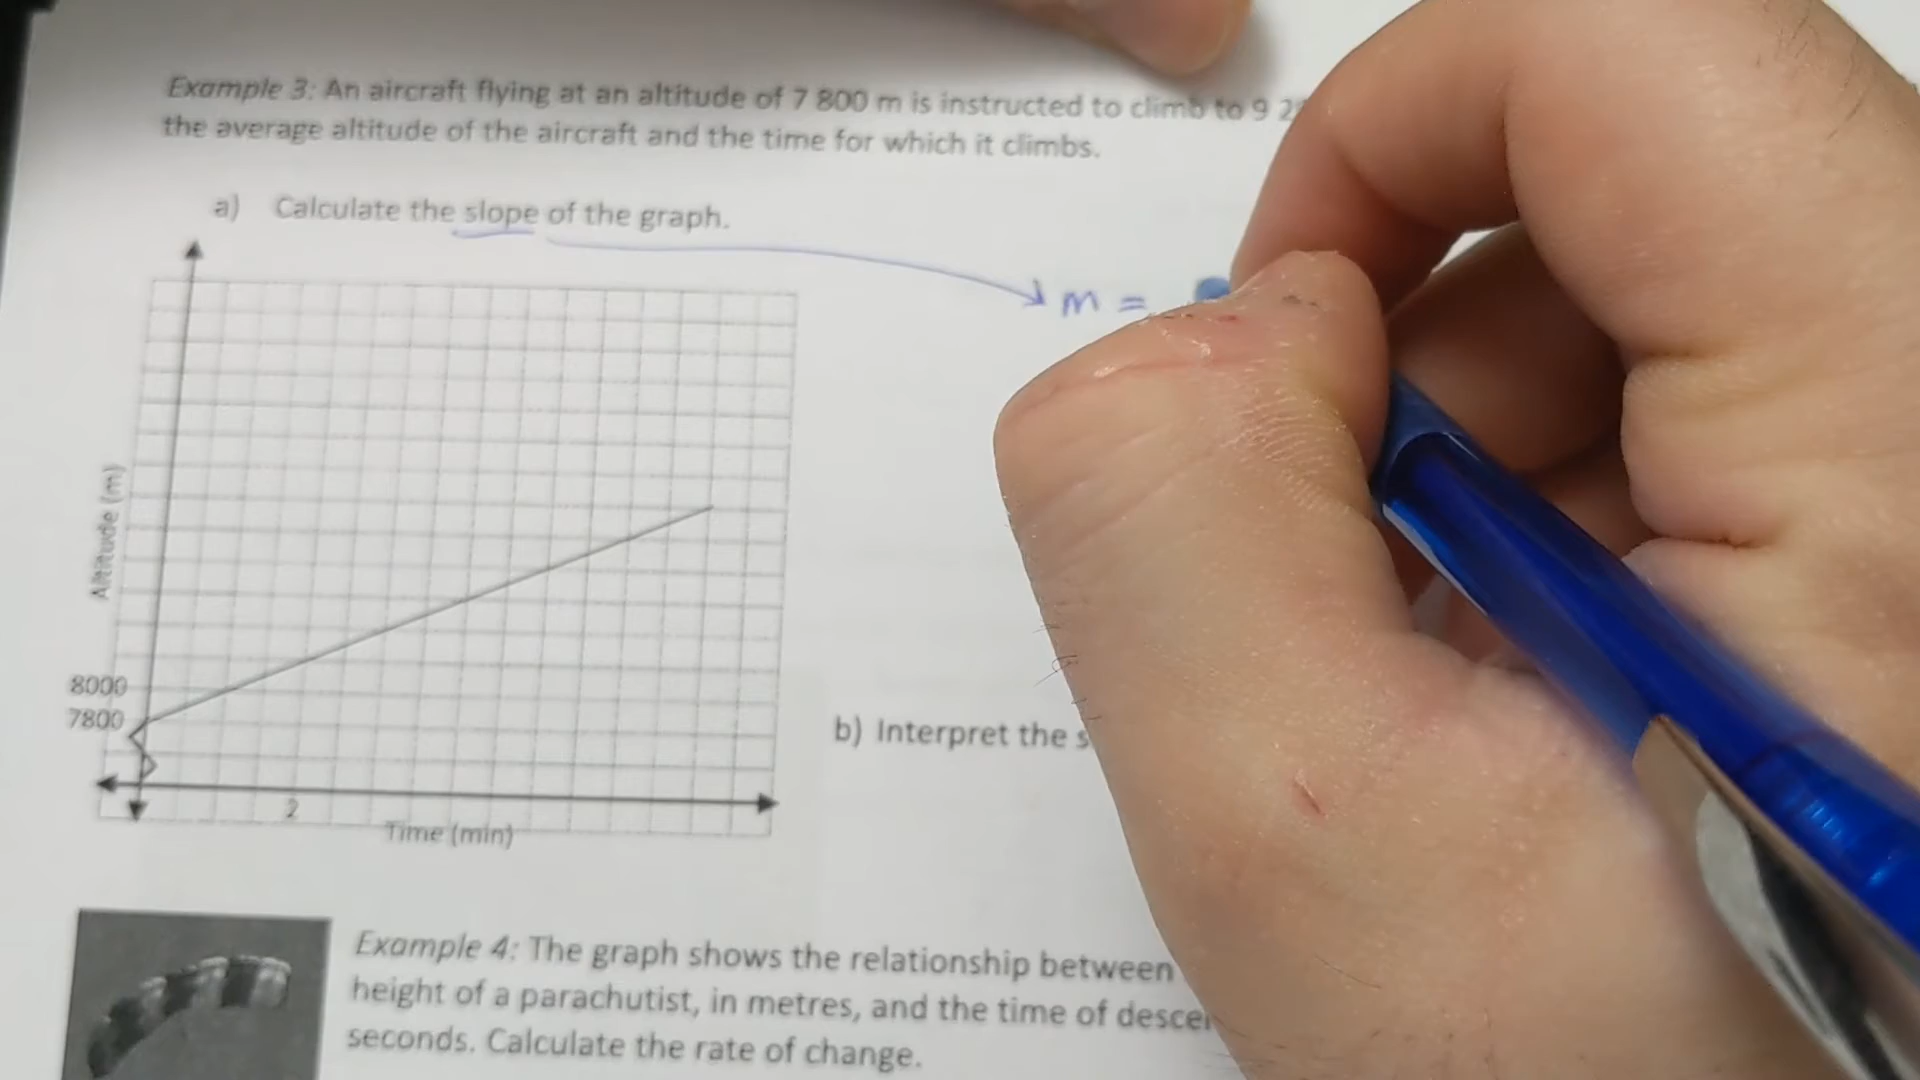 Example 3: An aircraft flying at an altitude of 7 800 m is instructed to climb to 9 2
the average altitude of the aircraft and the time for which it climbs.
a) Calculate the slope of the graph.
m =
Altitude (m)
8000
7800
2
Time (min)
b) Interpret the s
Example 4: The graph shows the relationship between
height of a parachutist, in metres, and the time of desce
seconds. Calculate the rate of change.